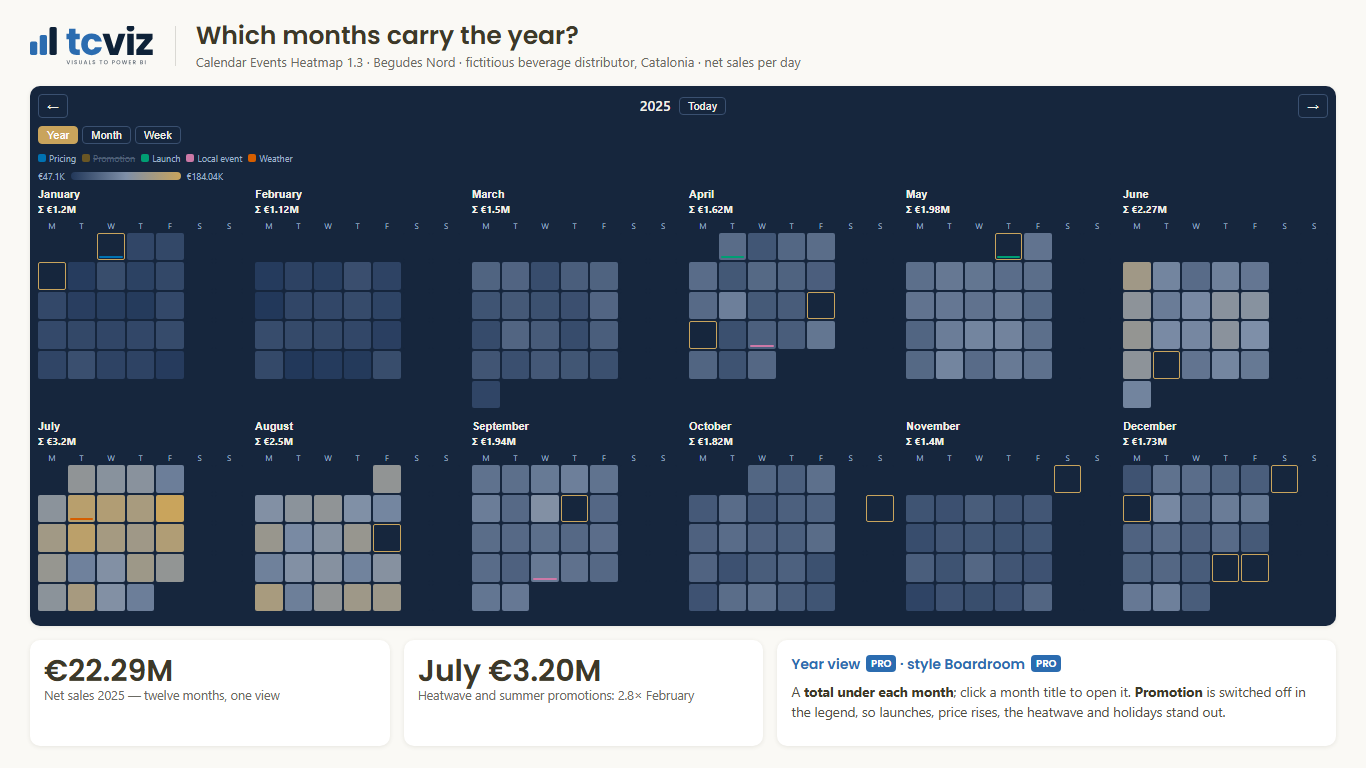 tcviz
VISUALS TO POWER BI
Which months carry the year?
Calendar Events Heatmap 1.3 · Begudes Nord · fictitious beverage distributor, Catalonia · net sales per day
← 2025 Today →
Year Month Week
Pricing Promotion Launch Local event Weather
€47.1K €184.04K
January February March April May June
Σ €1.2M Σ €1.12M Σ €1.5M Σ €1.62M Σ €1.98M Σ €2.27M
M T W T F S S M T W T F S S M T W T F S S M T W T F S S M T W T F S S M T W T F S S
July August September October November December
Σ €3.2M Σ €2.5M Σ €1.94M Σ €1.82M Σ €1.4M Σ €1.73M
M T W T F S S M T W T F S S M T W T F S S M T W T F S S M T W T F S S M T W T F S S
€22.29M
Net sales 2025 — twelve months, one view
July €3.20M
Heatwave and summer promotions: 2.8× February
Year view PRO · style Boardroom PRO
A total under each month; click a month title to open it. Promotion is switched off in
the legend, so launches, price rises, the heatwave and holidays stand out.